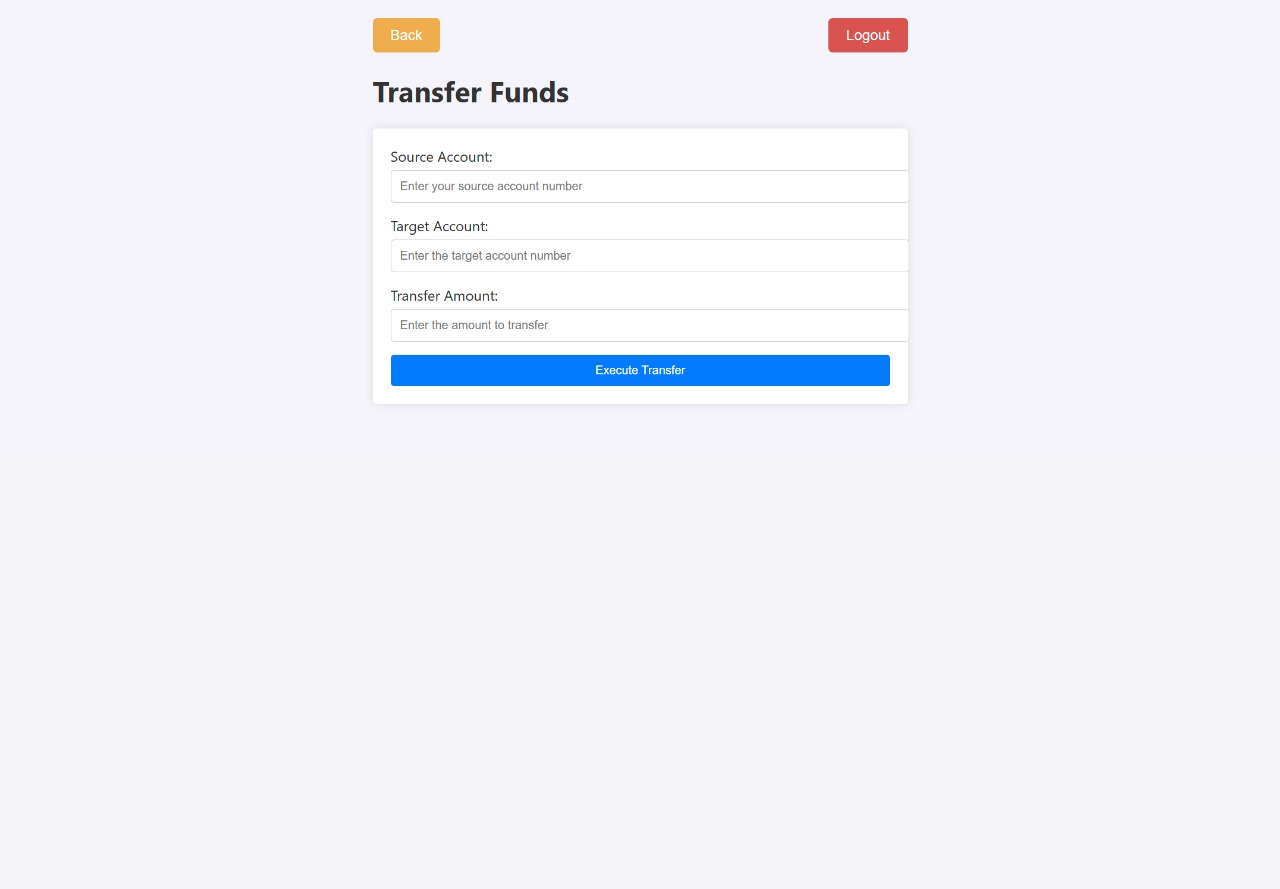 Back Logout
Transfer Funds
Source Account:
Enter your source account number
Target Account:
Enter the target account number
Transfer Amount:
Enter the amount to transfer
Execute Transfer